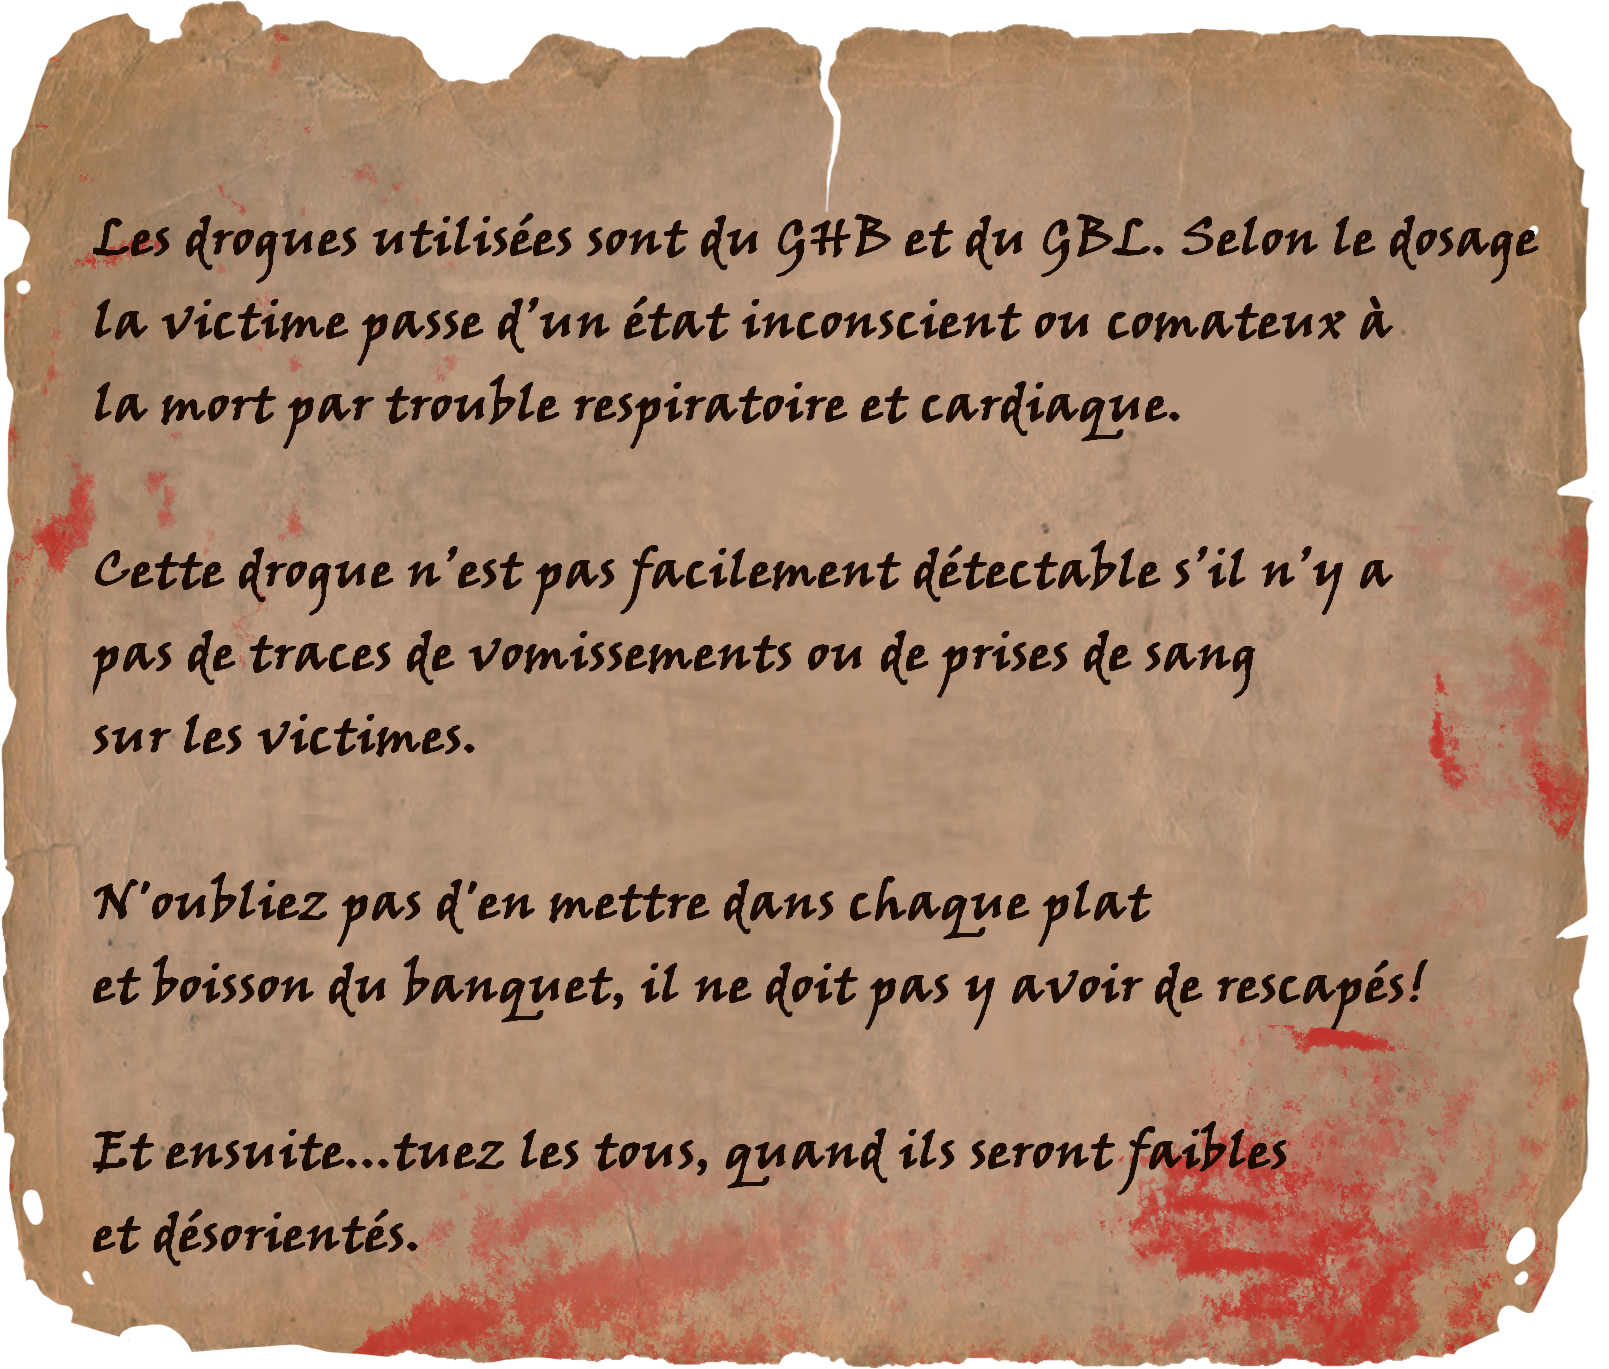 Les drogues utilisées sont du GHB et du GBL. Selon le dosage
la victime passe d'un état inconscient ou comateux à
la mort par trouble respiratoire et cardiaque.
Cette drogue n'est pas facilement détectable s'il n'y a
pas de traces de vomissements ou de prises de sang
sur les victimes.
N'oubliez pas d'en mettre dans chaque plat
et boisson du banquet, il ne doit pas y avoir de rescapés!
Et ensuite...tuez les tous, quand ils seront faibles
et désorientés.